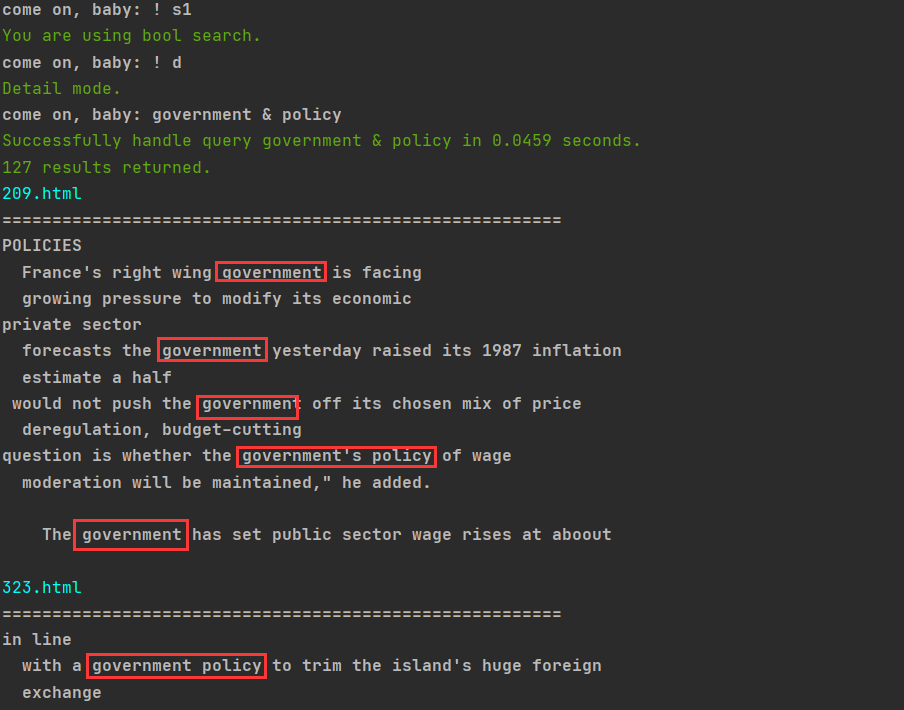 come on, baby: ! s1
You are using bool search.
come on, baby: ! d
Detail mode.
come on, baby: government & policy
Successfully handle query government & policy in 0.0459 seconds.
127 results returned.
209.html
========================================================
POLICIES
  France's right wing government is facing
  growing pressure to modify its economic
private sector
  forecasts the government yesterday raised its 1987 inflation
  estimate a half
 would not push the government off its chosen mix of price
  deregulation, budget-cutting
question is whether the government's policy of wage
  moderation will be maintained," he added.
    The government has set public sector wage rises at aboout
323.html
========================================================
in line
  with a government policy to trim the island's huge foreign
  exchange